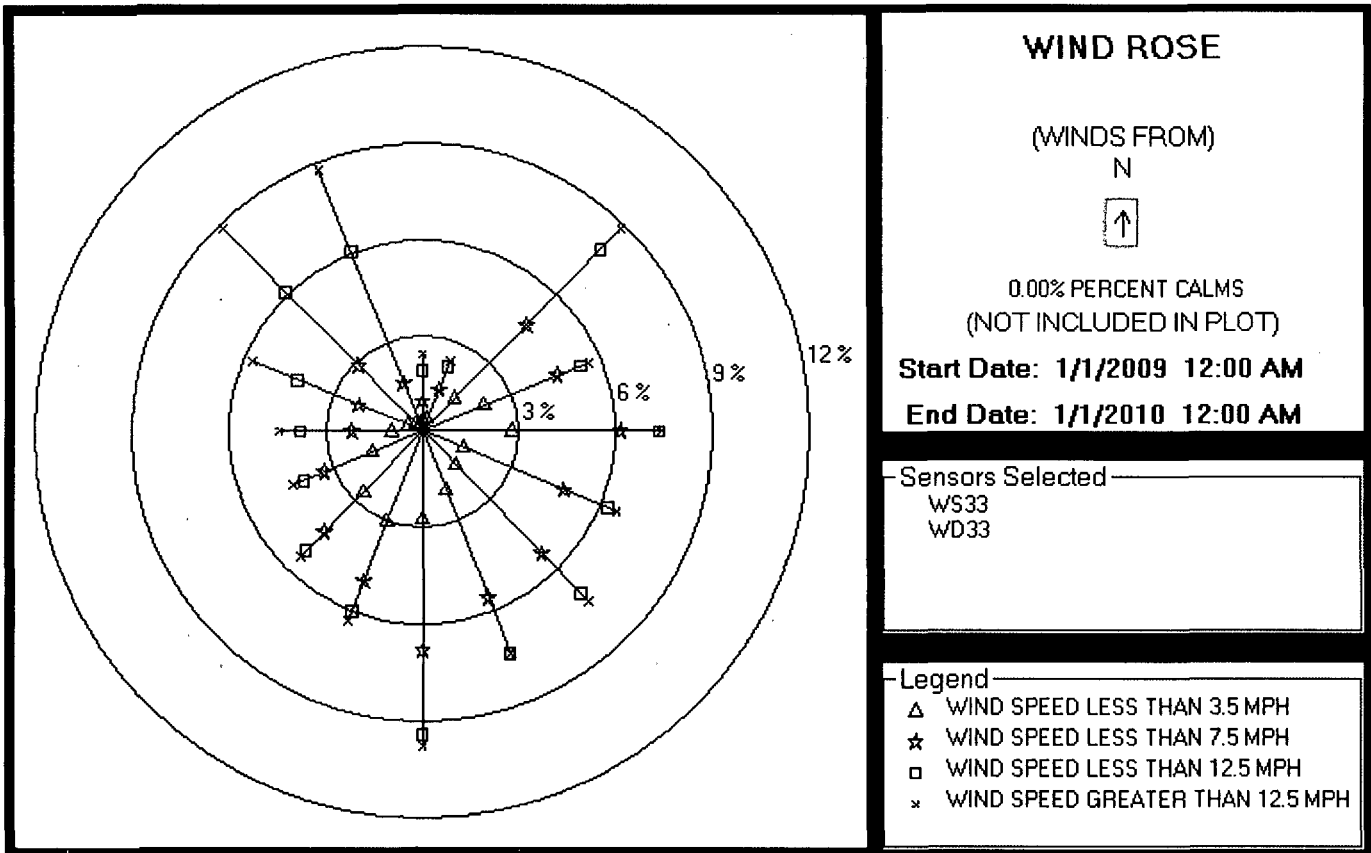 WIND ROSE
(WINDS FROM)
N
0.00% PERCENT CALMS
(NOT INCLUDED IN PLOT)
Start Date: 1/1/2009 12:00 AM
End Date: 1/1/2010 12:00 AM
3 %
6 %
9 %
12 %
Sensors Selected
WS33
WD33
Legend
WIND SPEED LESS THAN 3.5 MPH
WIND SPEED LESS THAN 7.5 MPH
WIND SPEED LESS THAN 12.5 MPH
WIND SPEED GREATER THAN 12.5 MPH